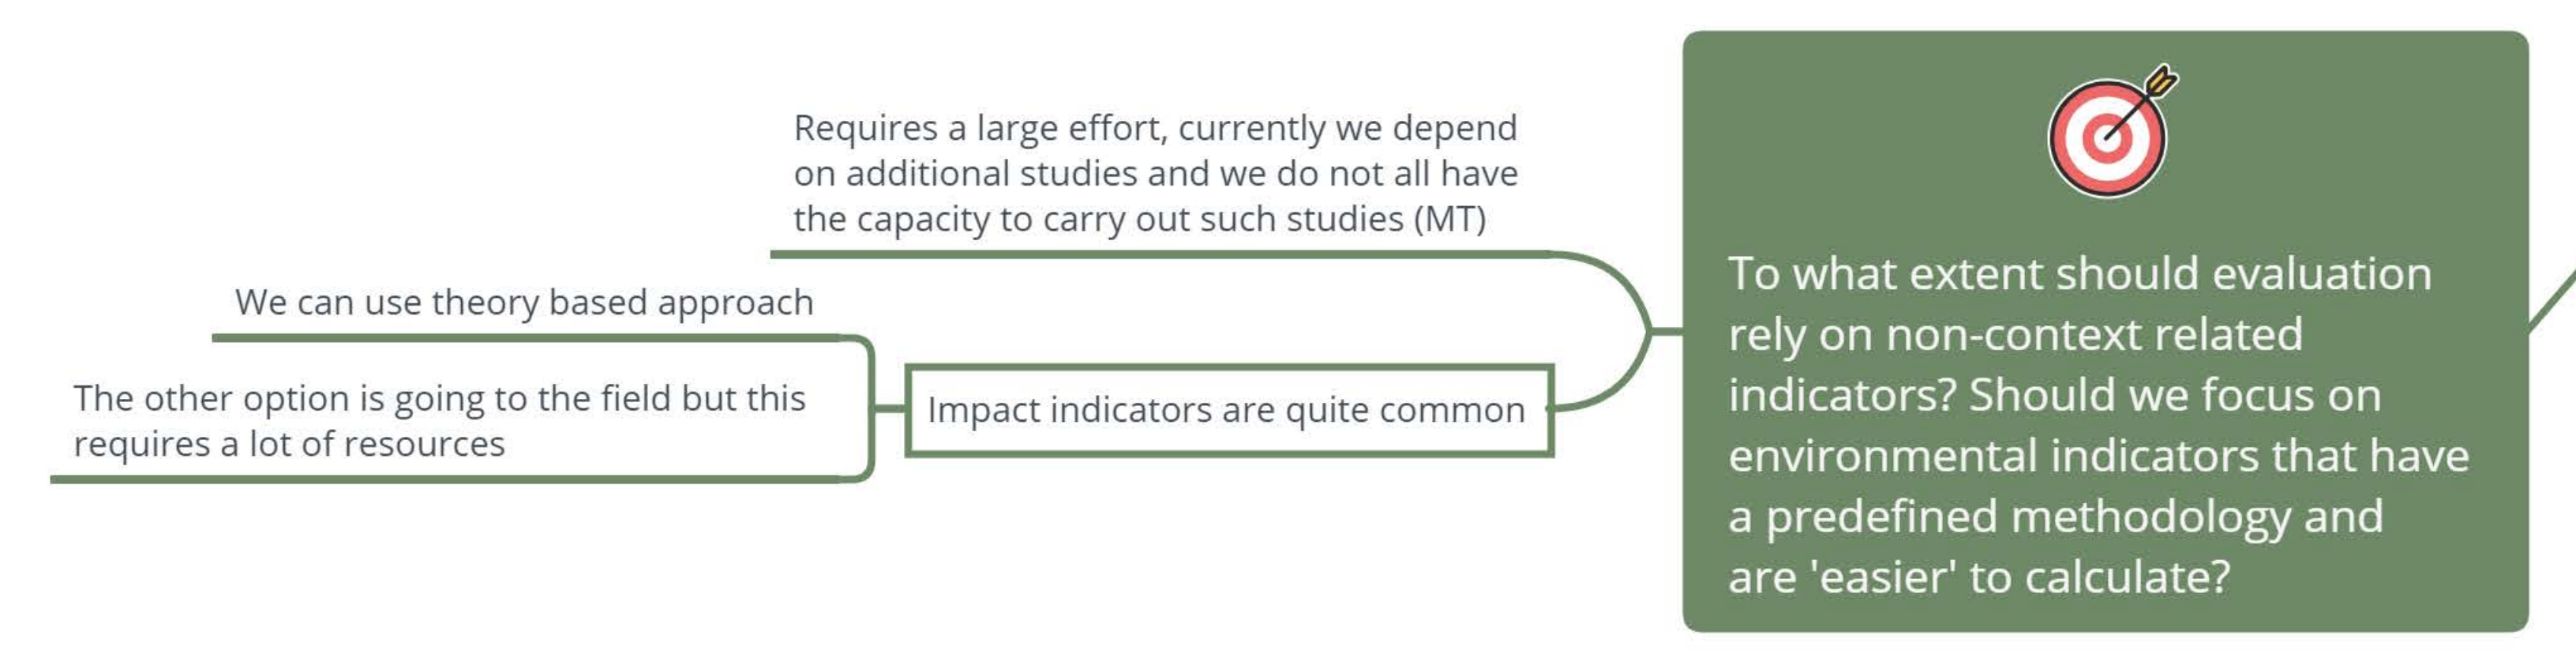 Requires a large effort, currently we depend
on additional studies and we do not all have
the capacity to carry out such studies (MT)
We can use theory based approach
The other option is going to the field but this
requires a lot of resources
Impact indicators are quite common
To what extent should evaluation
rely on non-context related
indicators? Should we focus on
environmental indicators that have
a predefined methodology and
are 'easier' to calculate?